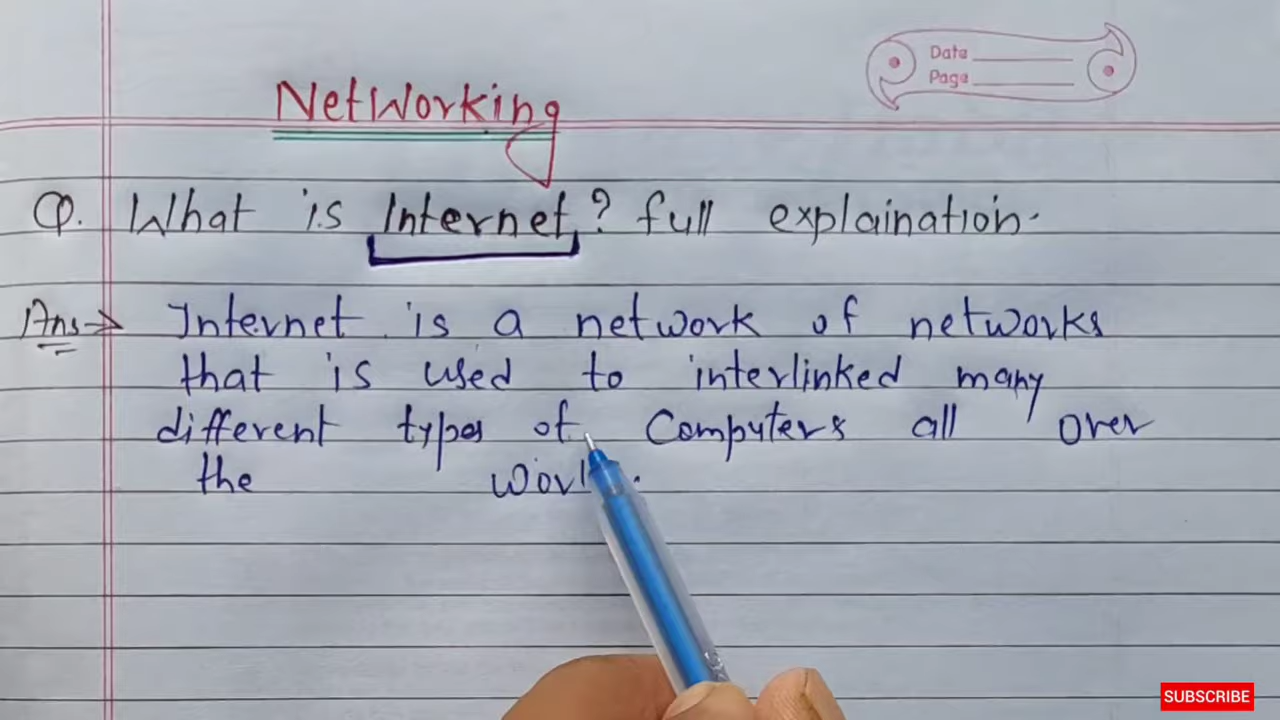 Date
Page
NetWorking
Q. What is Internet? full explaination.
Ans→ Internet is a network of networks
that is used to interlinked many
different types of Computers all over
the
SUBSCRIBE